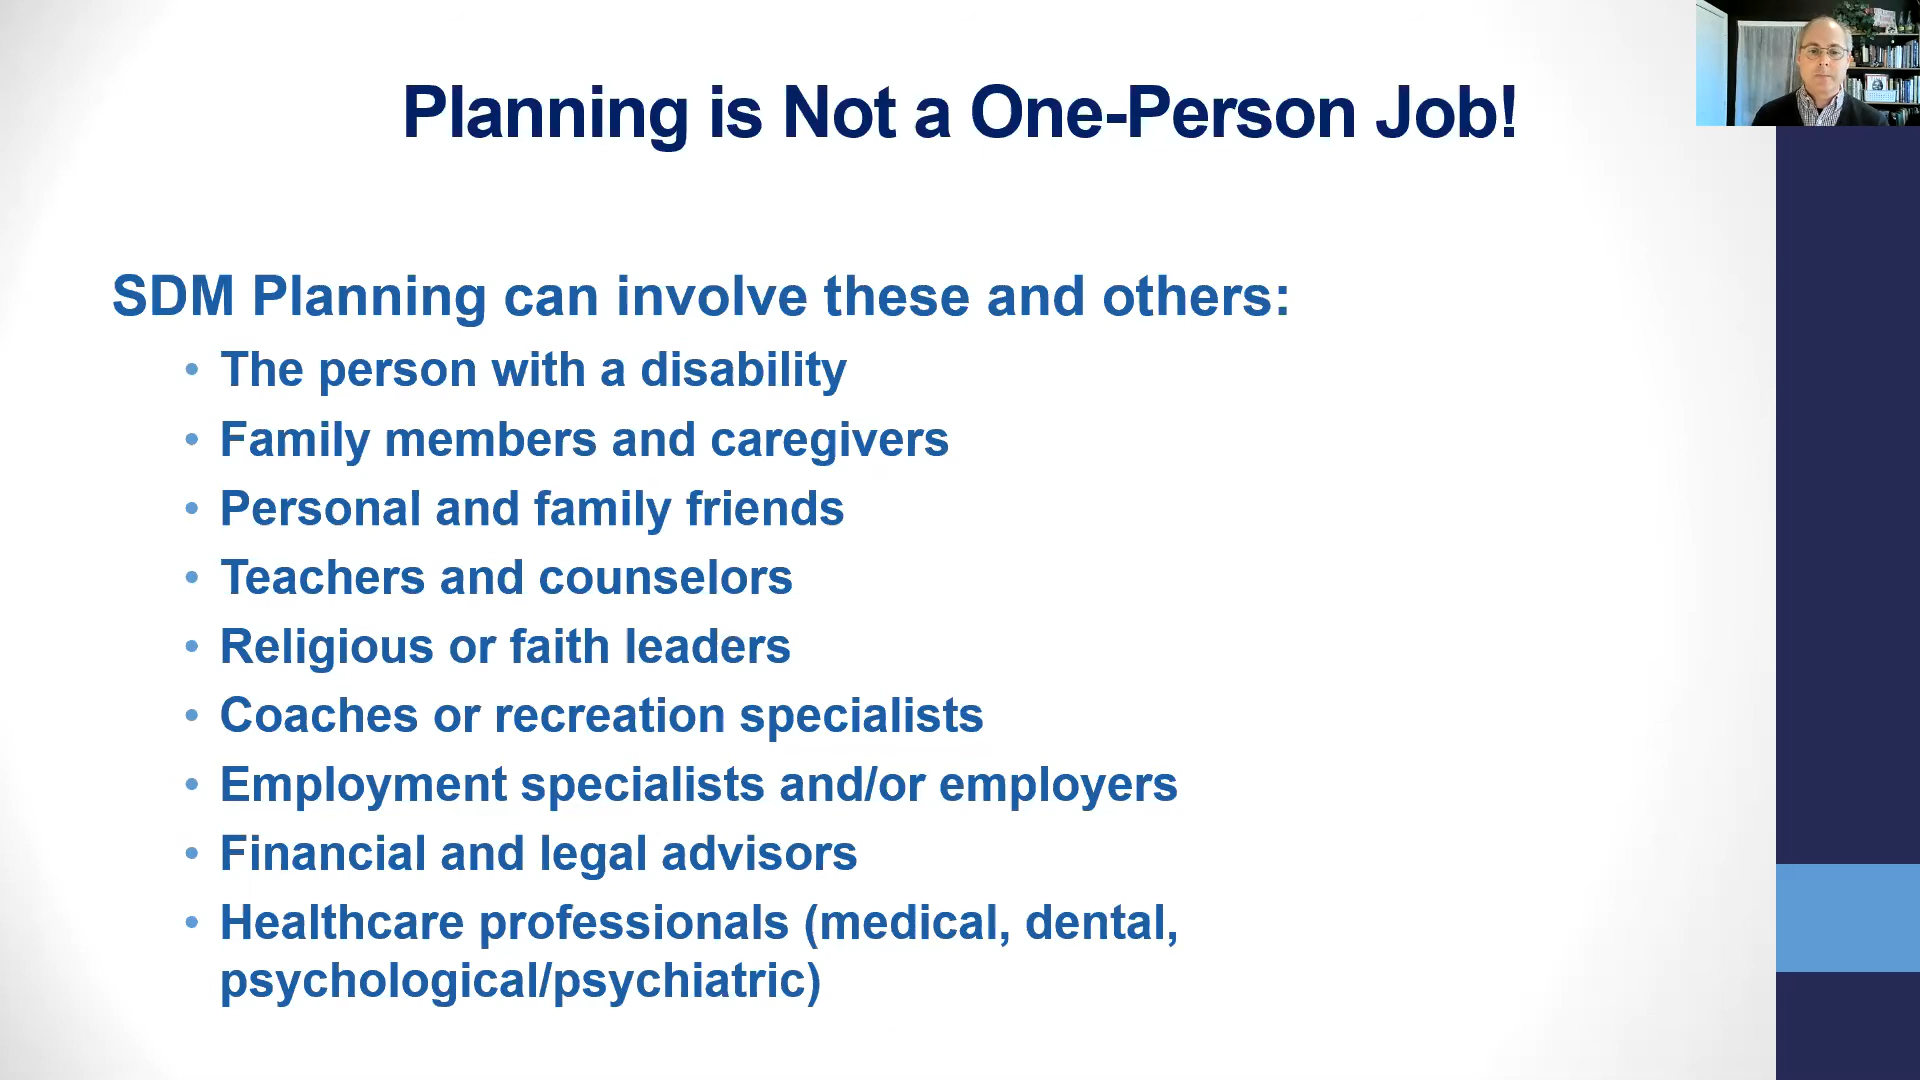 Planning is Not a One-Person Job!
SDM Planning can involve these and others:
• The person with a disability
• Family members and caregivers
• Personal and family friends
• Teachers and counselors
• Religious or faith leaders
• Coaches or recreation specialists
• Employment specialists and/or employers
• Financial and legal advisors
• Healthcare professionals (medical, dental,
psychological/psychiatric)